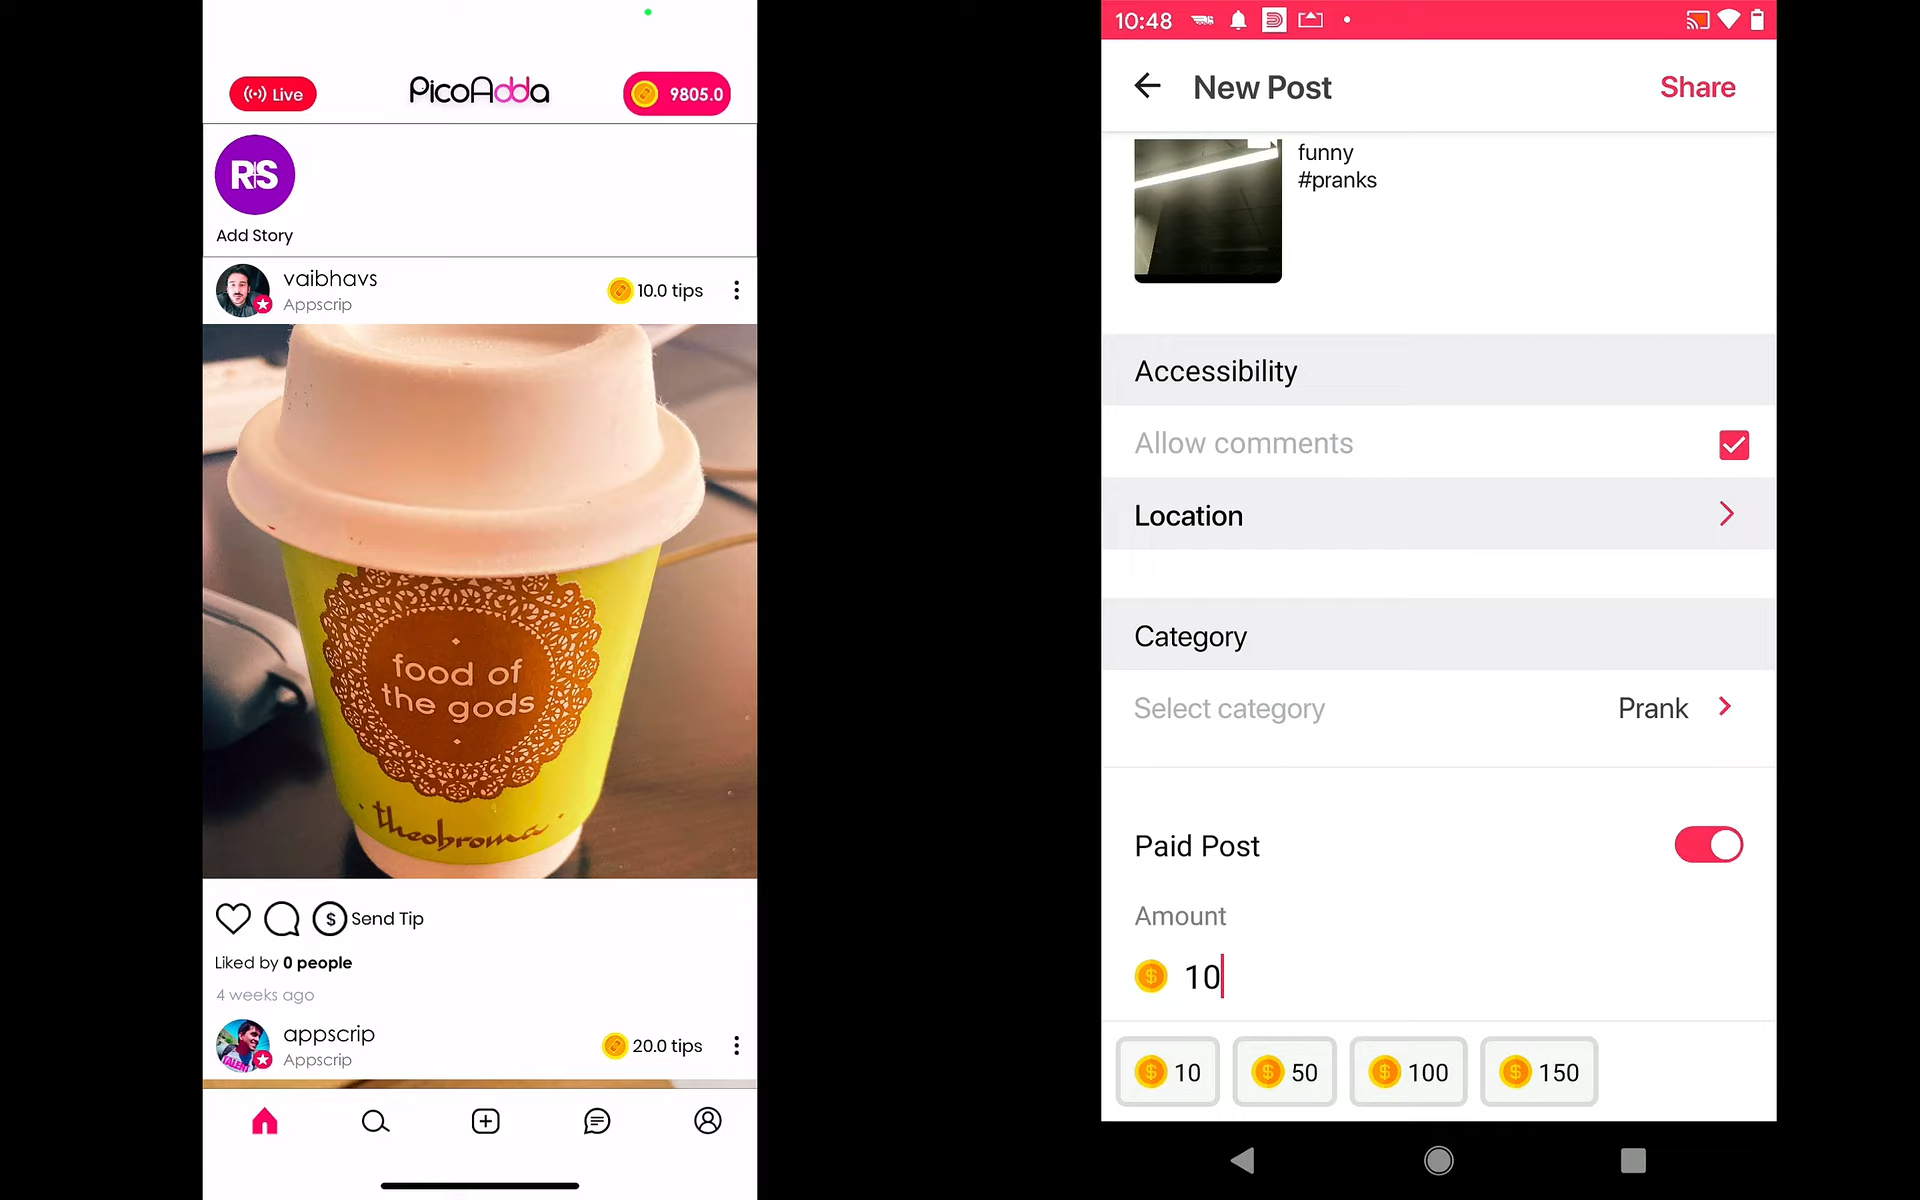 Live
PicoAdda
9805.0
R+S
Add Story
vaibhavs
Appscrip
10.0 tips
food of
the gods
theobroma
$ Send Tip
Liked by 0 people
4 weeks ago
appscrip
Appscrip
20.0 tips
TALENT
10:48
New Post
Share
funny
#pranks
Accessibility
Allow comments
Location
Category
Select category
Prank
Paid Post
Amount
$ 10
$ 10
$ 50
$ 100
$ 150